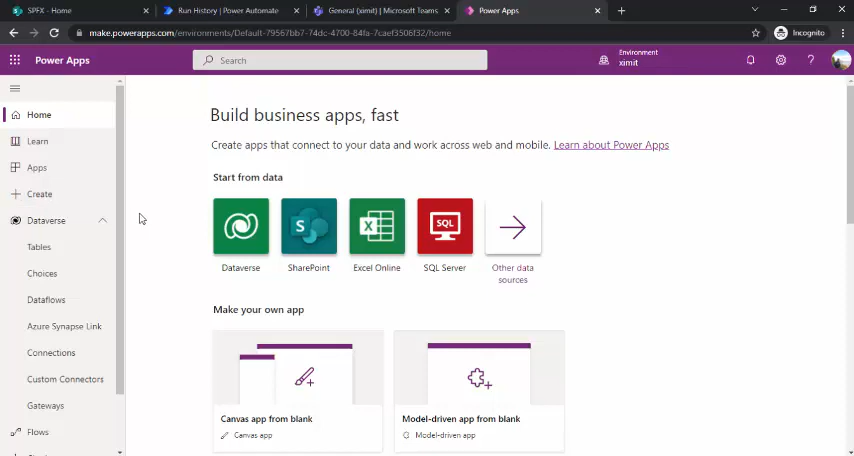 SPFX - Home
Run History | Power Automate
General (ximit) | Microsoft Teams
Power Apps
make.powerapps.com/environments/Default-79567bb7-74dc-4700-84fa-7caef3506f32/home
Incognito
Power Apps
Search
Environment
ximit
Home
Learn
Apps
Create
Dataverse
Tables
Choices
Dataflows
Azure Synapse Link
Connections
Custom Connectors
Gateways
Flows
Build business apps, fast
Create apps that connect to your data and work across web and mobile. Learn about Power Apps
Start from data
S
X
SQL
Dataverse
SharePoint
Excel Online
SQL Server
Other data
sources
Make your own app
Canvas app from blank
Canvas app
Model-driven app from blank
Model-driven app